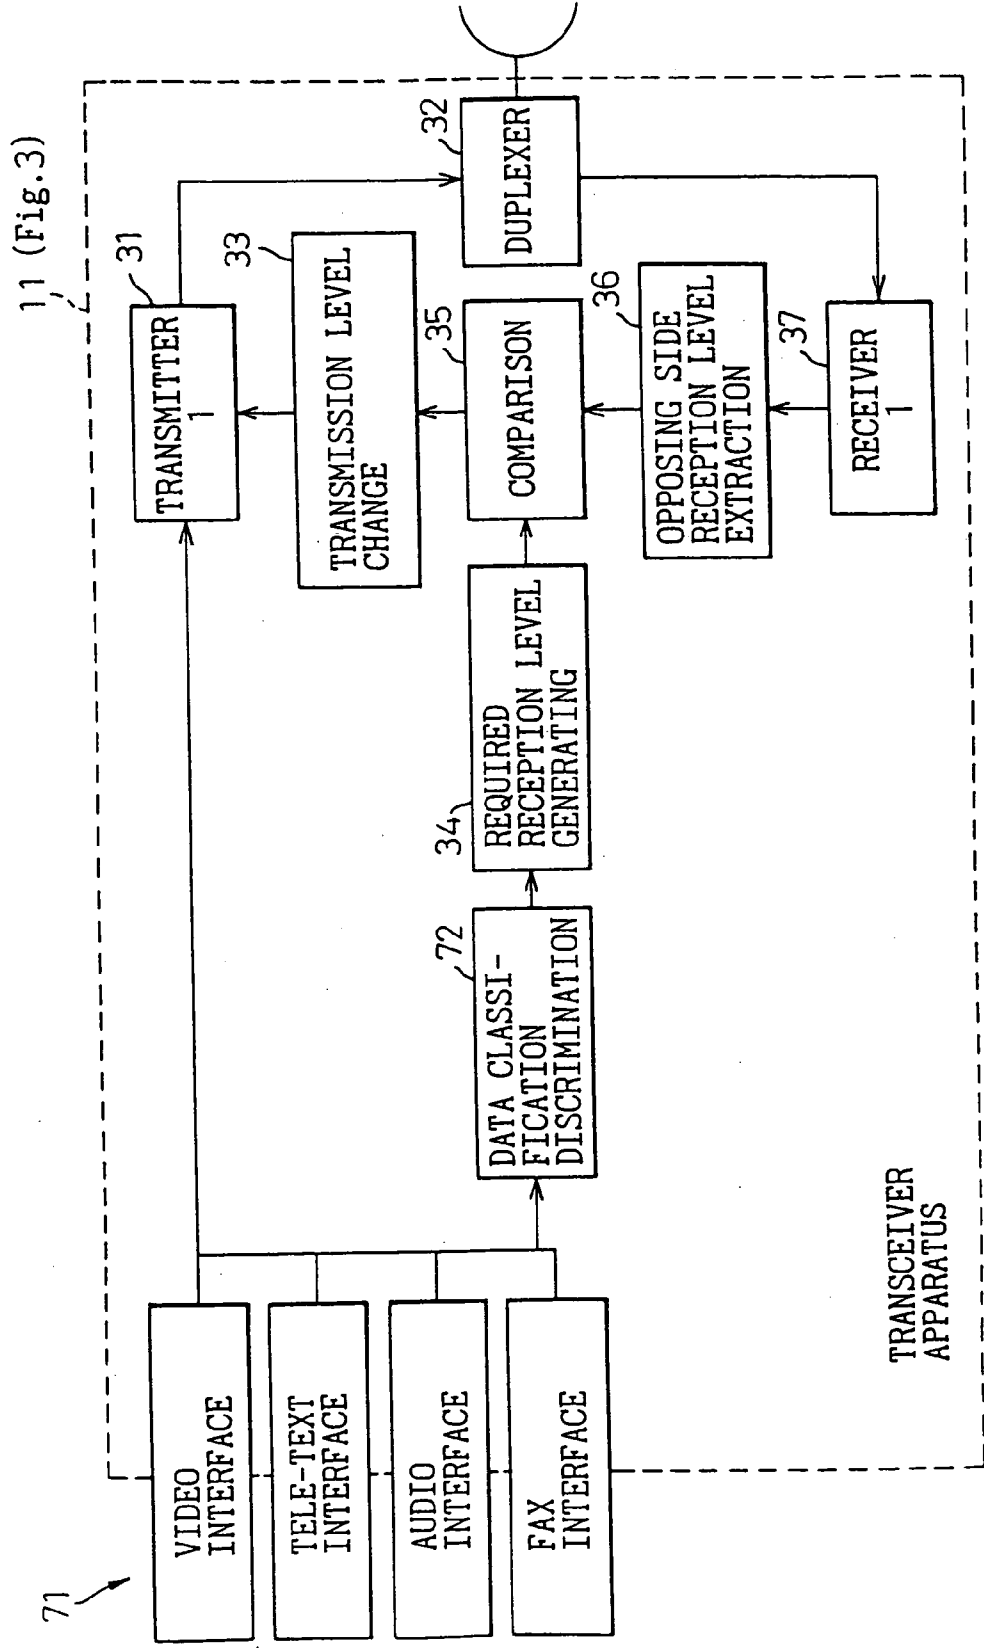 11 (Fig.3)
71
VIDEO
INTERFACE
TELE-TEXT
INTERFACE
AUDIO
INTERFACE
FAX
INTERFACE
31
TRANSMITTER
1
33
TRANSMISSION LEVEL
CHANGE
72
DATA CLASSI-
FICATION
DISCRIMINATION
34
REQUIRED
RECEPTION LEVEL
GENERATING
35
COMPARISON
32
DUPLEXER
36
OPPOSING SIDE
RECEPTION LEVEL
EXTRACTION
37
RECEIVER
1
TRANSCEIVER
APPARATUS